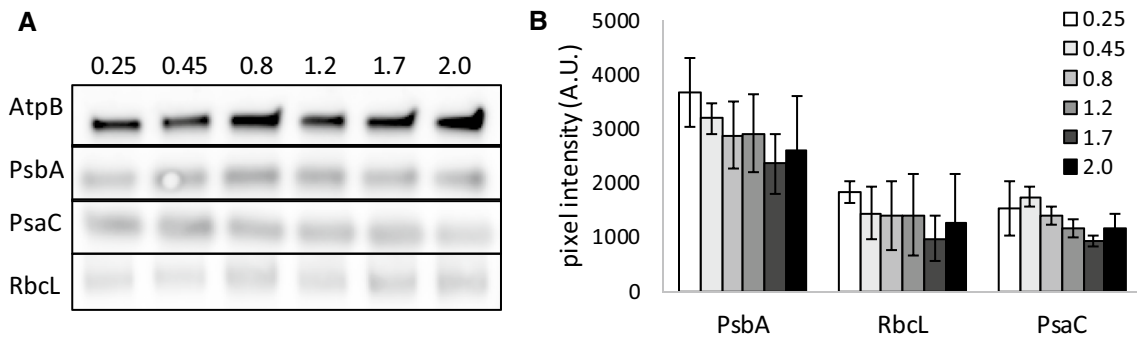 A
0.25 0.45 0.8 1.2 1.7 2.0
AtpB
PsbA
PsaC
RbcL
B
pixel intensity (A.U.)
5000
4000
3000
2000
1000
0
PsbA RbcL PsaC
0.25
0.45
0.8
1.2
1.7
2.0